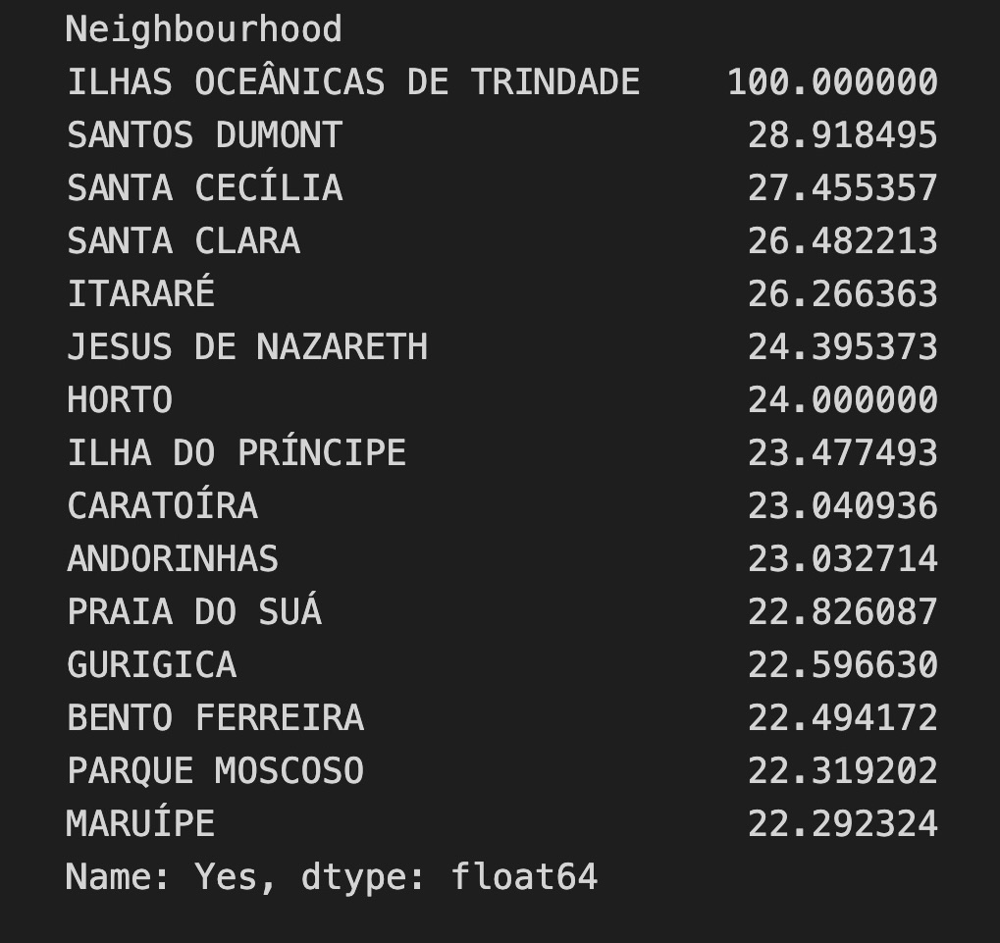 Neighbourhood
ILHAS OCEÂNICAS DE TRINDADE    100.000000
SANTOS DUMONT                   28.918495
SANTA CECÍLIA                   27.455357
SANTA CLARA                     26.482213
ITARARÉ                         26.266363
JESUS DE NAZARETH               24.395373
HORTO                           24.000000
ILHA DO PRÍNCIPE                23.477493
CARATOÍRA                       23.040936
ANDORINHAS                      23.032714
PRAIA DO SUÁ                    22.826087
GURIGICA                        22.596630
BENTO FERREIRA                  22.494172
PARQUE MOSCOSO                  22.319202
MARUÍPE                         22.292324
Name: Yes, dtype: float64